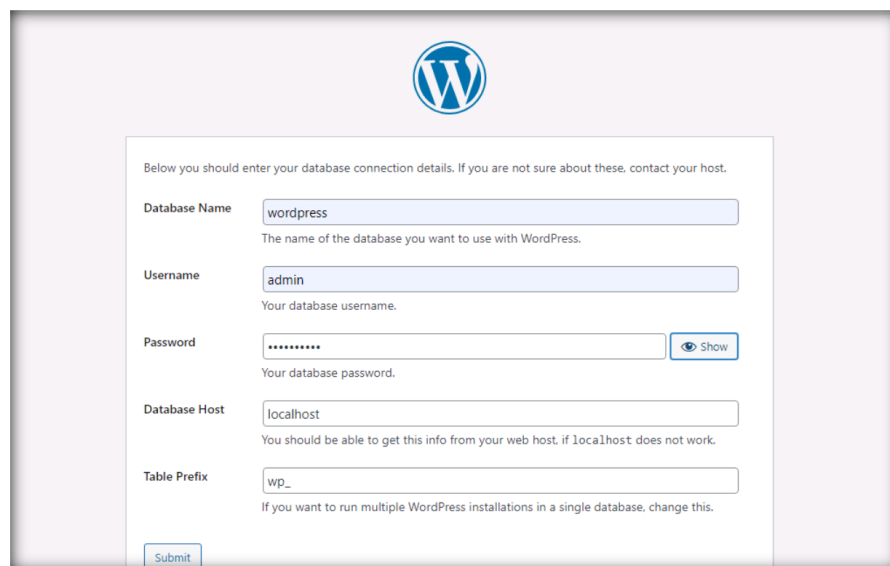 Below you should enter your database connection details. If you are not sure about these, contact your host.
Database Name
wordpress
The name of the database you want to use with WordPress.
Username
admin
Your database username.
Password
••••••••••
Show
Your database password.
Database Host
localhost
You should be able to get this info from your web host, if localhost does not work.
Table Prefix
wp_
If you want to run multiple WordPress installations in a single database, change this.
Submit